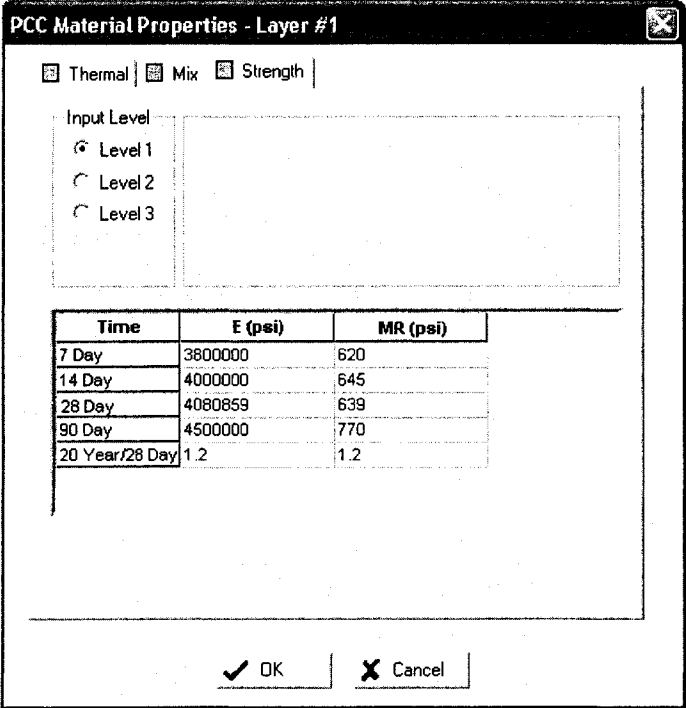 PCC Material Properties - Layer #1
Thermal Mix Strength
Input Level
Level 1
Level 2
Level 3
Time E (psi) MR (psi)
7 Day 3800000 620
14 Day 4000000 645
28 Day 4080859 639
90 Day 4500000 770
20 Year/28 Day 1.2 1.2
OK Cancel